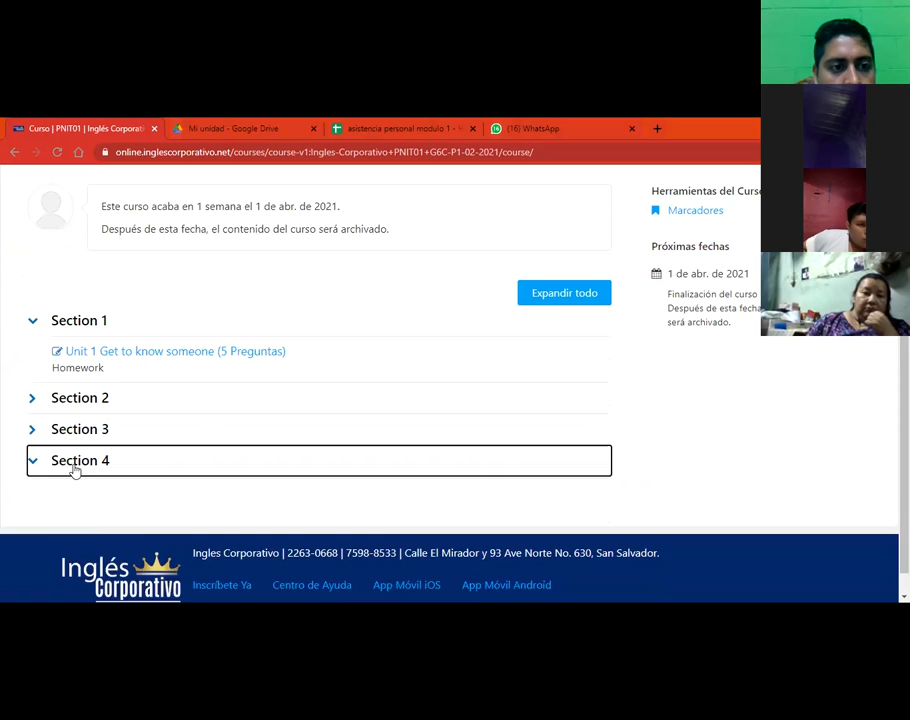 Curso | PNIT01 | Inglés Corporati
Mi unidad - Google Drive
asistencia personal modulo 1 - H
(16) WhatsApp
online.inglescorporativo.net/courses/course-v1:Ingles-Corporativo+PNIT01+G6C-P1-02-2021/course/
Este curso acaba en 1 semana el 1 de abr. de 2021.
Después de esta fecha, el contenido del curso será archivado.
Herramientas del Curso
Marcadores
Próximas fechas
1 de abr. de 2021
Finalización del curso
Después de esta fecha
será archivado.
Expandir todo
Section 1
Unit 1 Get to know someone (5 Preguntas)
Homework
Section 2
Section 3
Section 4
Inglés
Corporativo
Ingles Corporativo | 2263-0668 | 7598-8533 | Calle El Mirador y 93 Ave Norte No. 630, San Salvador.
Inscríbete Ya
Centro de Ayuda
App Móvil iOS
App Móvil Android